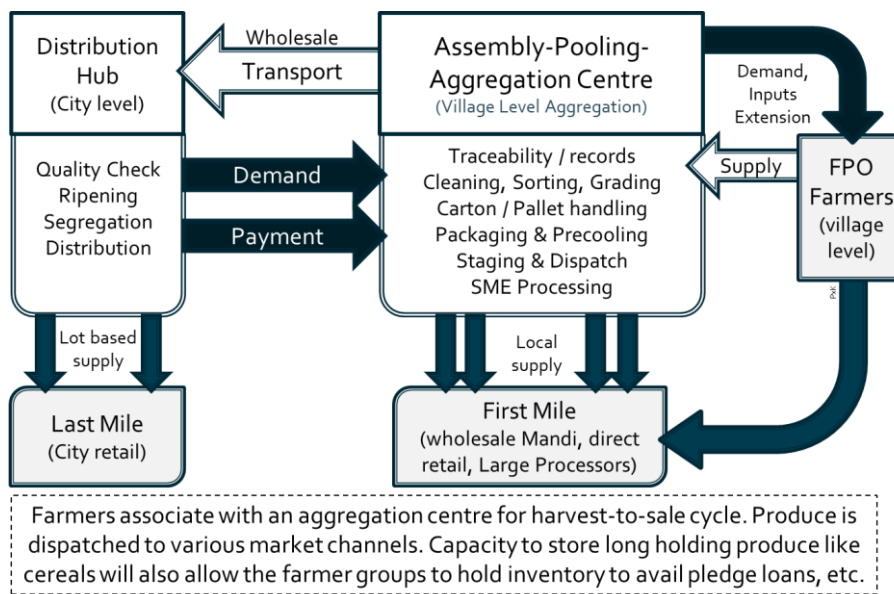 Distribution
Hub
(City level)
Wholesale
Transport
Assembly-Pooling-
Aggregation Centre
(Village Level Aggregation)
Demand,
Inputs
Extension
Quality Check
Ripening
Segregation
Distribution
Demand
Payment
Traceability / records
Cleaning, Sorting, Grading
Carton / Pallet handling
Packaging & Precooling
Staging & Dispatch
SME Processing
Supply
FPO
Farmers
(village
level)
PxK
Lot based
supply
Local
supply
Last Mile
(City retail)
First Mile
(wholesale Mandi, direct
retail, Large Processors)
Farmers associate with an aggregation centre for harvest-to-sale cycle. Produce is
dispatched to various market channels. Capacity to store long holding produce like
cereals will also allow the farmer groups to hold inventory to avail pledge loans, etc.